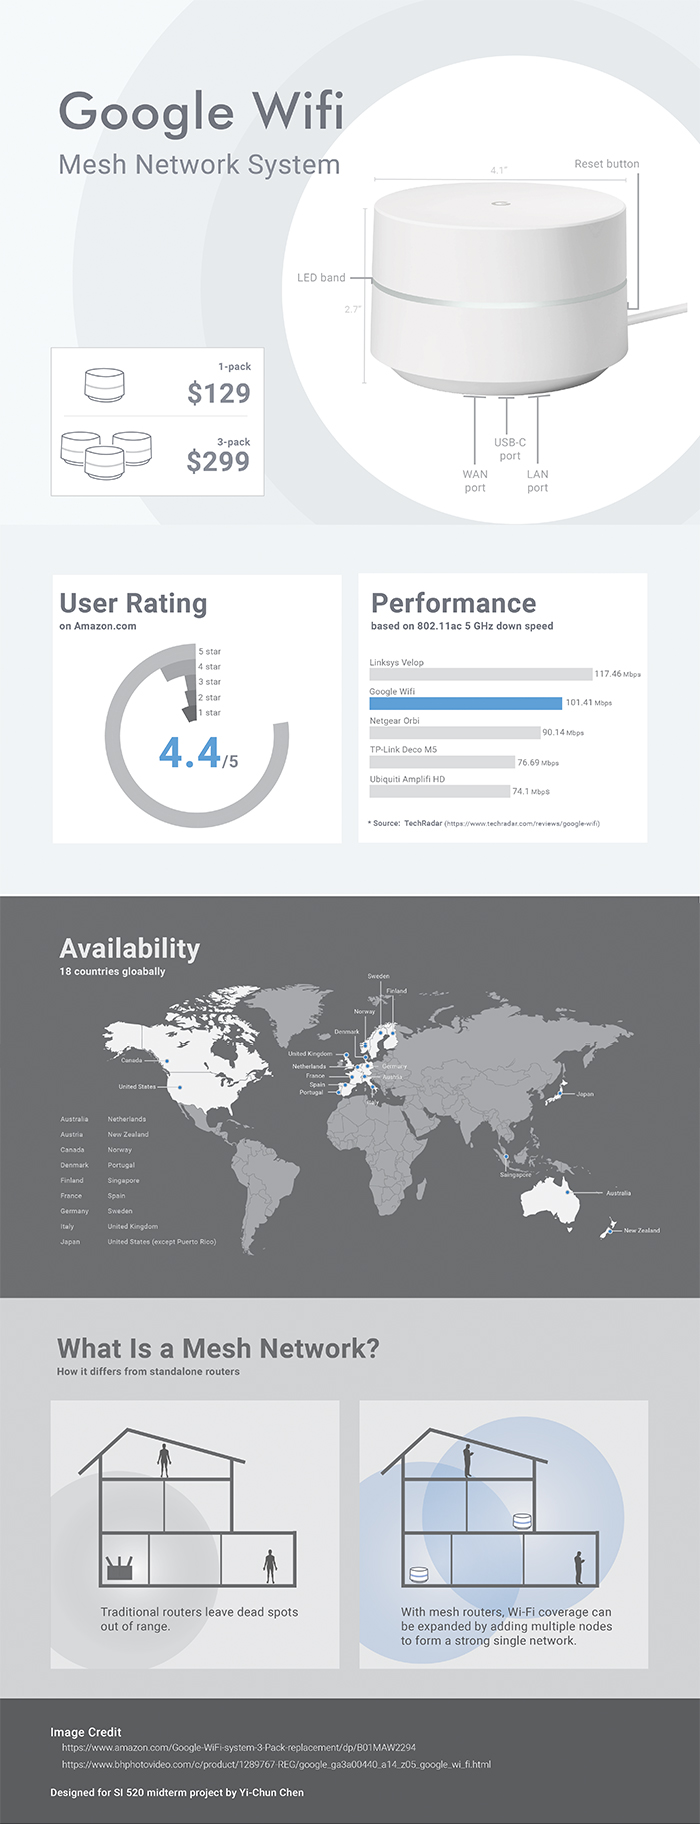 Google Wifi
Mesh Network System
Reset button
4.1"
LED band
2.7"
1-pack
$129
3-pack
$299
USB-C
port
WAN
port
LAN
port
User Rating
on Amazon.com
5 star
4 star
3 star
2 star
1 star
4.4/5
Performance
based on 802.11ac 5 GHz down speed
Linksys Velop
117.46 Mbps
Google Wifi
101.41 Mbps
Netgear Orbi
90.14 Mbps
TP-Link Deco M5
76.69 Mbps
Ubiquiti Amplifi HD
74.1 Mbps
* Source: TechRadar (https://www.techradar.com/reviews/google-wifi)
Availability
18 countries gloabally
Sweden
Finland
Norway
Denmark
United Kingdom
Netherlands
France
Spain
Portugal
Germany
Austria
Italy
Canada
United States
Japan
Saingapore
Australia
New Zealand
Australia Netherlands
Austria New Zealand
Canada Norway
Denmark Portugal
Finland Singapore
France Spain
Germany Sweden
Italy United Kingdom
Japan United States (except Puerto Rico)
What Is a Mesh Network?
How it differs from standalone routers
Traditional routers leave dead spots
out of range.
With mesh routers, Wi-Fi coverage can
be expanded by adding multiple nodes
to form a strong single network.
Image Credit
https://www.amazon.com/Google-WiFi-system-3-Pack-replacement/dp/B01MAW2294
https://www.bhphotovideo.com/c/product/1289767-REG/google_ga3a00440_a14_z05_google_wi_fi.html
Designed for SI 520 midterm project by Yi-Chun Chen